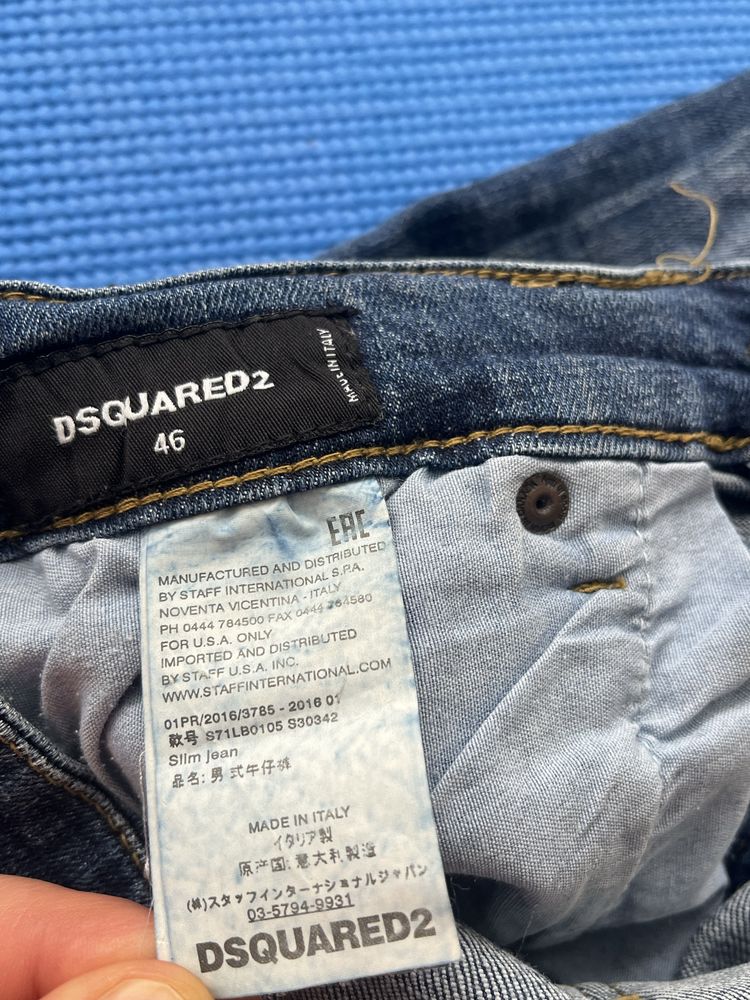 DSQUARED2
46
MADE IN ITALY
EAC
MANUFACTURED AND DISTRIBUTED
BY STAFF INTERNATIONAL S.P.A.
NOVENTA VICENTINA - ITALY
PH 0444 784500 FAX 0444 784580
FOR U.S.A. ONLY
IMPORTED AND DISTRIBUTED
BY STAFF U.S.A. INC.
WWW.STAFFINTERNATIONAL.COM
01PR/2016/3785 - 2016 01
款号 S71LB0105 S30342
Slim jean
品名: 男式牛仔裤
MADE IN ITALY
イタリア製
原产国: 意大利製造
(株)スタッフインターナショナルジャパン
03-5794-9931
DSQUARED2